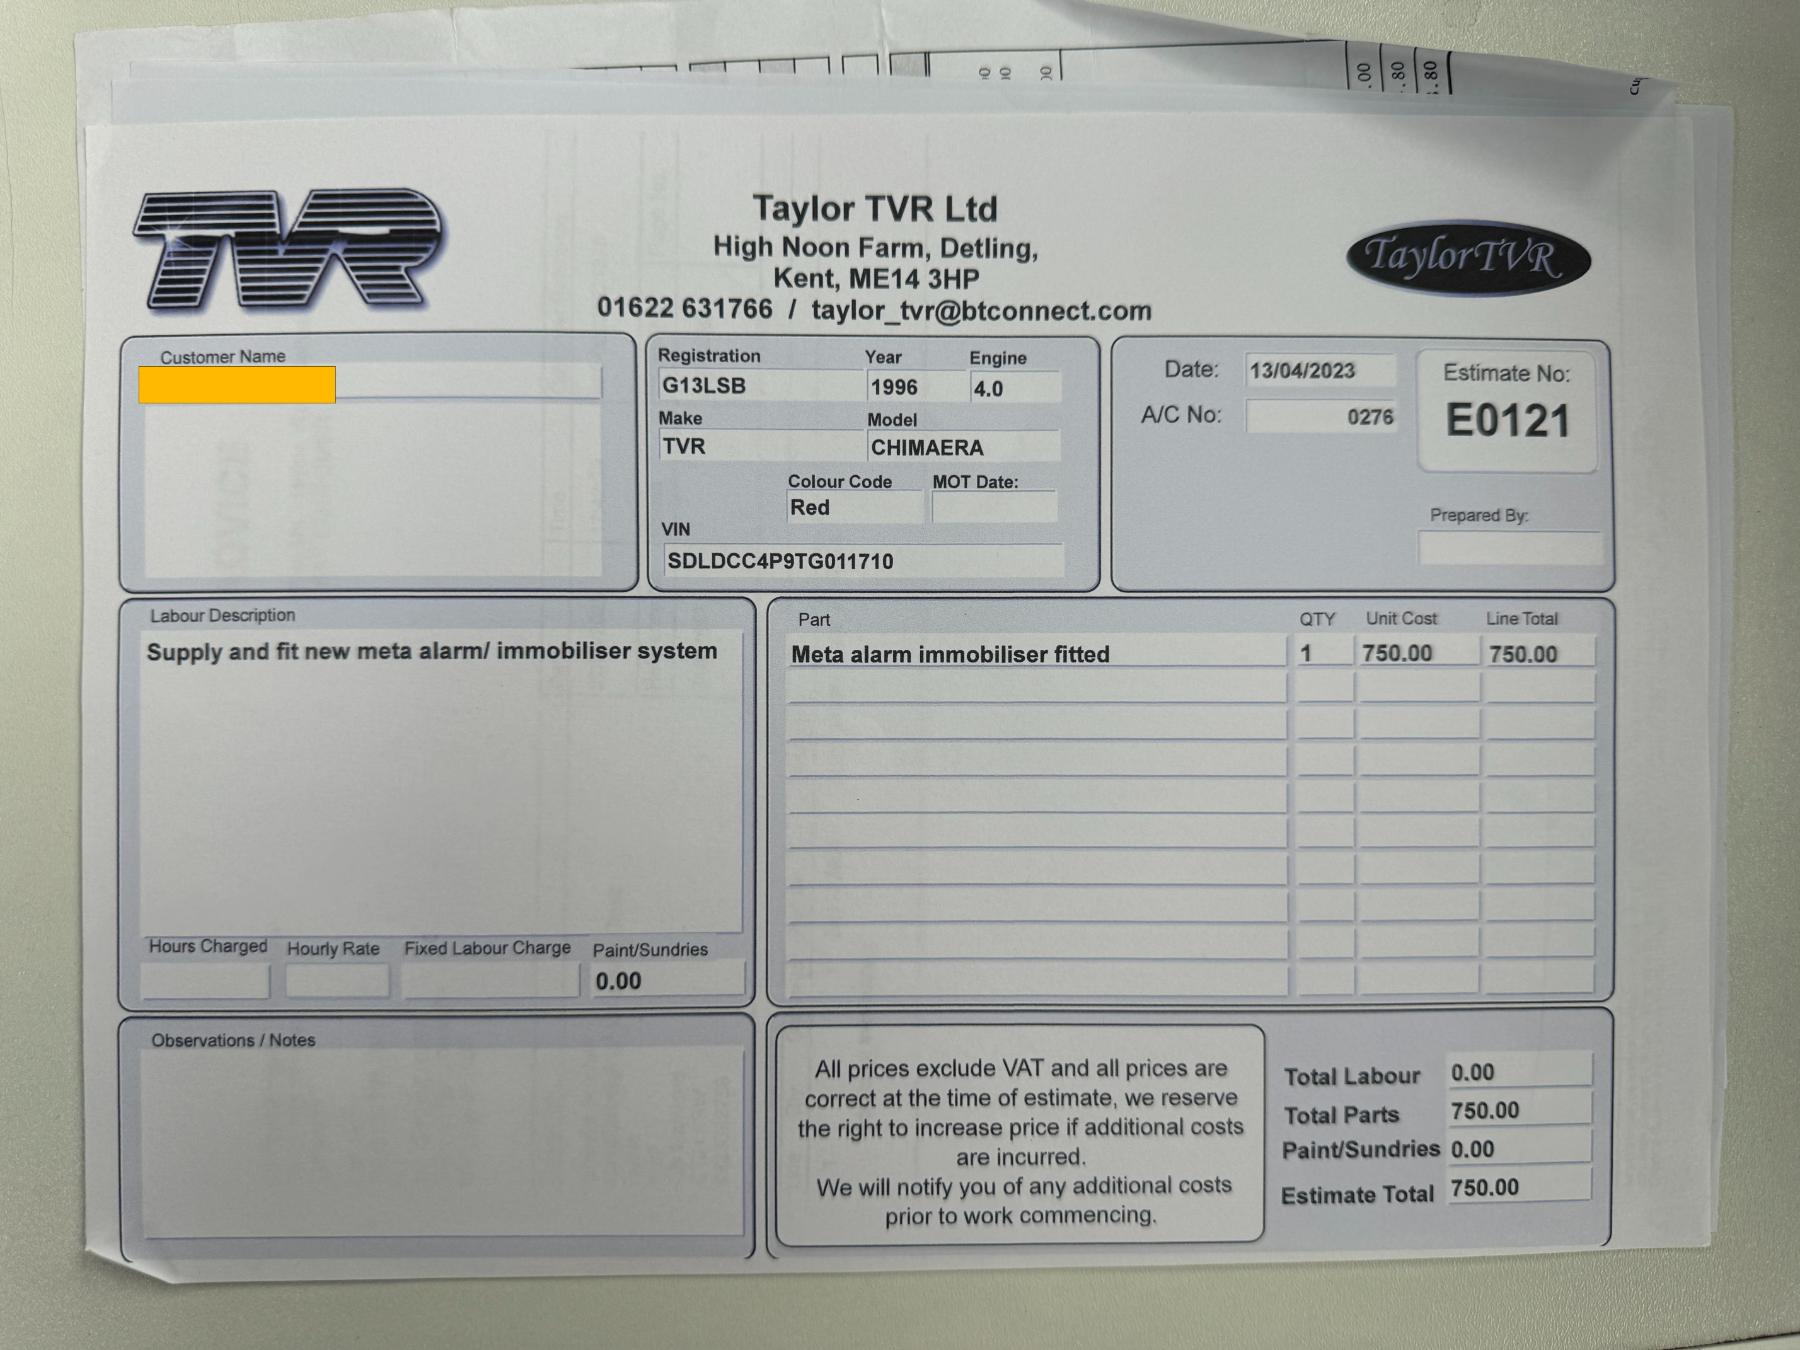 .00
.80
.80
TVR
Taylor TVR Ltd
High Noon Farm, Detling,
Kent, ME14 3HP
01622 631766 / taylor_tvr@btconnect.com
TaylorTVR
Customer Name
Registration Year Engine
G13LSB 1996 4.0
Make Model
TVR CHIMAERA
Colour Code MOT Date:
Red
VIN
SDLDCC4P9TG011710
Date: 13/04/2023
A/C No: 0276
Estimate No:
E0121
Prepared By:
Labour Description
Supply and fit new meta alarm/ immobiliser system
Hours Charged Hourly Rate Fixed Labour Charge Paint/Sundries
0.00
Part QTY Unit Cost Line Total
Meta alarm immobiliser fitted 1 750.00 750.00
Observations / Notes
All prices exclude VAT and all prices are
correct at the time of estimate, we reserve
the right to increase price if additional costs
are incurred.
We will notify you of any additional costs
prior to work commencing.
Total Labour 0.00
Total Parts 750.00
Paint/Sundries 0.00
Estimate Total 750.00